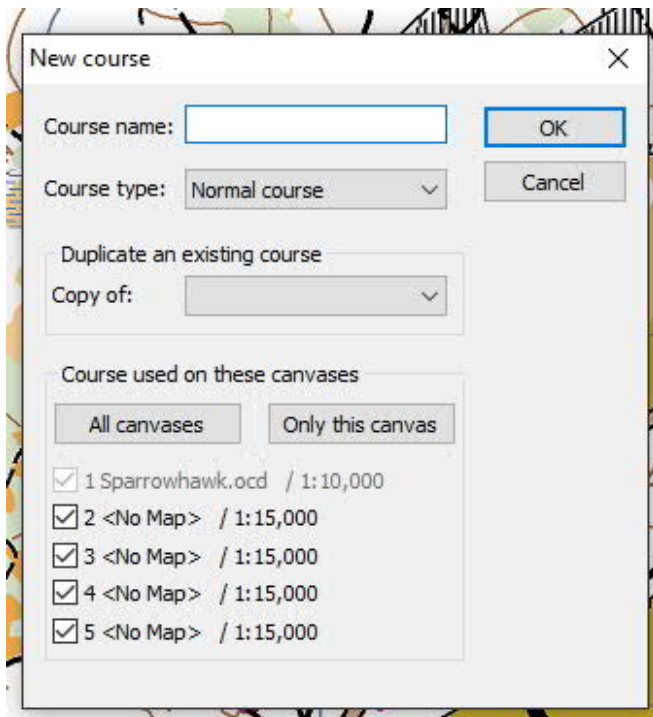 New course
Course name:
OK
Course type: Normal course
Cancel
Duplicate an existing course
Copy of:
Course used on these canvases
All canvases
Only this canvas
1 Sparrowhawk.ocd / 1:10,000
2 <No Map> / 1:15,000
3 <No Map> / 1:15,000
4 <No Map> / 1:15,000
5 <No Map> / 1:15,000